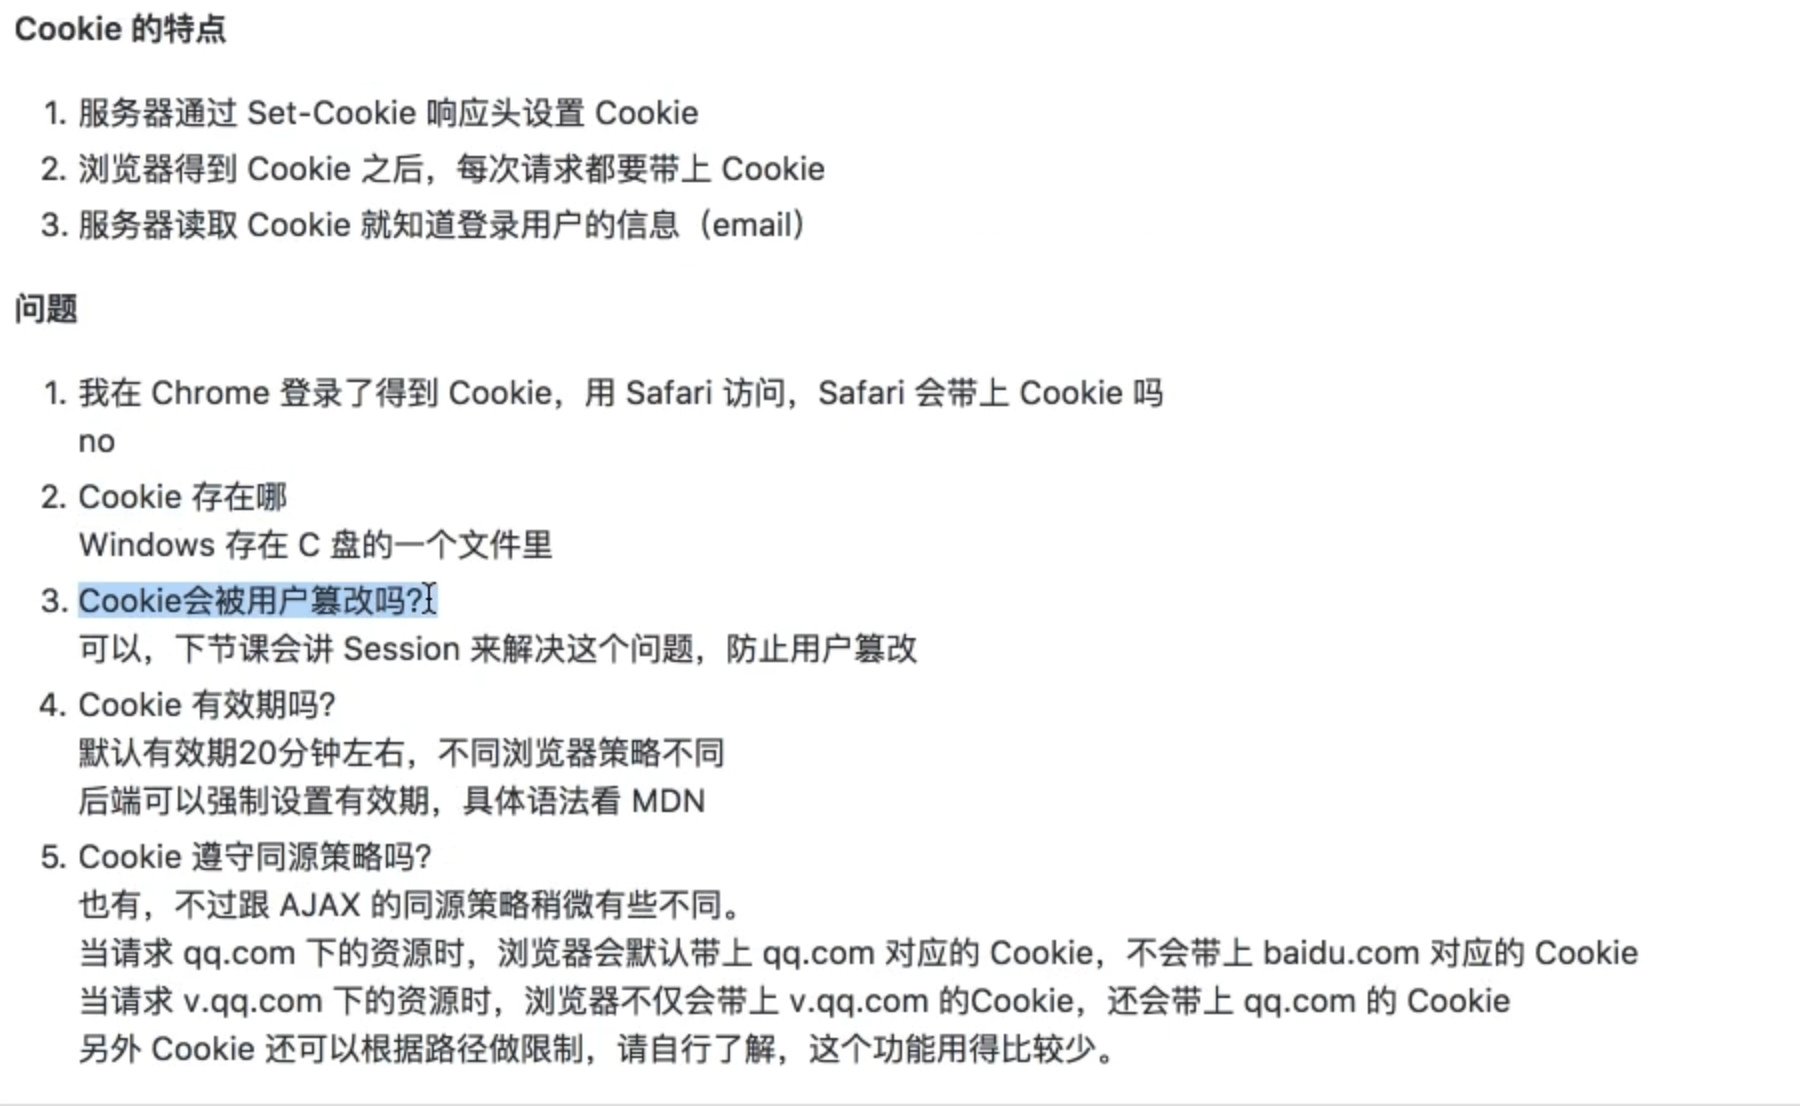 Cookie 的特点
1. 服务器通过 Set-Cookie 响应头设置 Cookie
2. 浏览器得到 Cookie 之后，每次请求都要带上 Cookie
3. 服务器读取 Cookie 就知道登录用户的信息（email）
问题
1. 我在 Chrome 登录了得到 Cookie，用 Safari 访问，Safari 会带上 Cookie 吗
no
2. Cookie 存在哪
Windows 存在 C 盘的一个文件里
3. Cookie会被用户篡改吗?
可以，下节课会讲 Session 来解决这个问题，防止用户篡改
4. Cookie 有效期吗?
默认有效期20分钟左右，不同浏览器策略不同
后端可以强制设置有效期，具体语法看 MDN
5. Cookie 遵守同源策略吗?
也有，不过跟 AJAX 的同源策略稍微有些不同。
当请求 qq.com 下的资源时，浏览器会默认带上 qq.com 对应的 Cookie，不会带上 baidu.com 对应的 Cookie
当请求 v.qq.com 下的资源时，浏览器不仅会带上 v.qq.com 的Cookie，还会带上 qq.com 的 Cookie
另外 Cookie 还可以根据路径做限制，请自行了解，这个功能用得比较少。